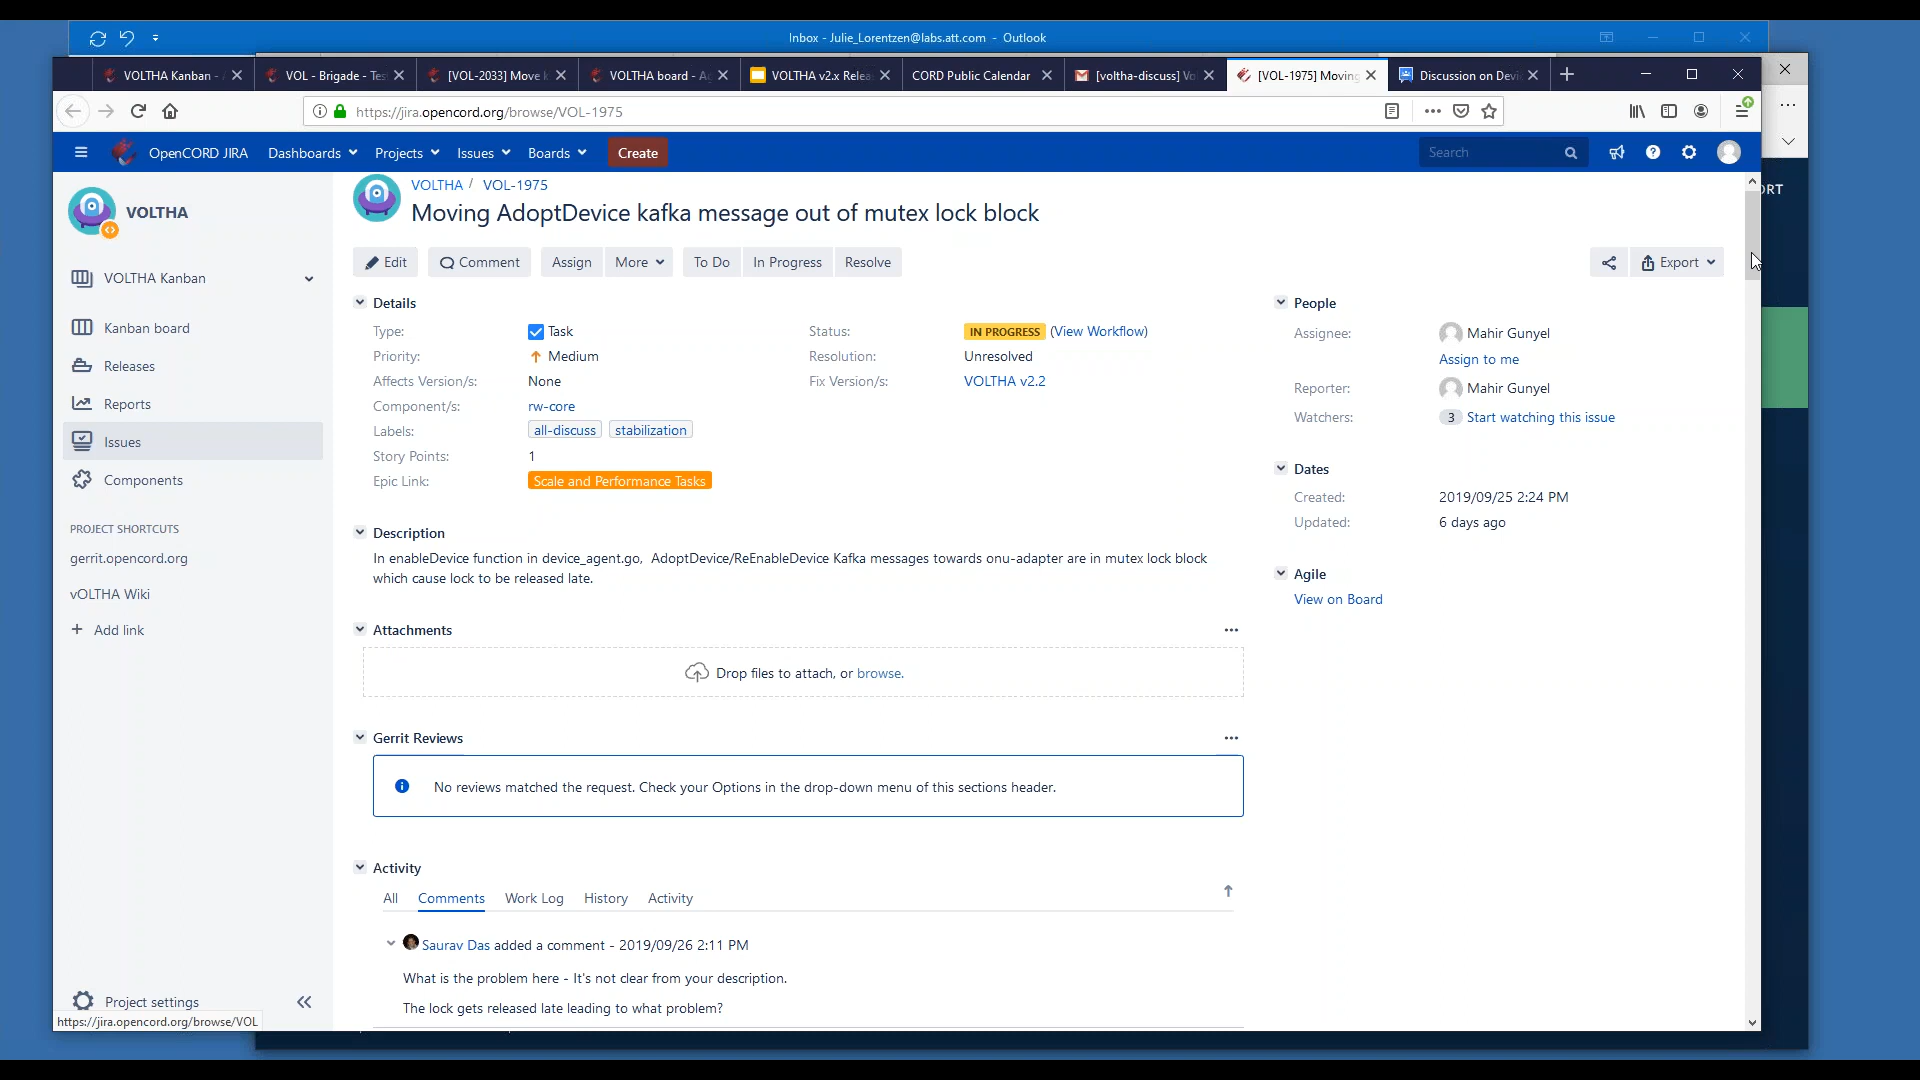 Inbox - Julie_Lorentzen@labs.att.com - Outlook
VOLTHA Kanban -
VOL - Brigade - Tes
[VOL-2033] Move k
VOLTHA board - A
VOLTHA v2.x Relea
CORD Public Calendar
[voltha-discuss] Vo
[VOL-1975] Moving
Discussion on Devi
https://jira.opencord.org/browse/VOL-1975
OpenCORD JIRA
Dashboards
Projects
Issues
Boards
Create
Search
ORT
VOLTHA
VOLTHA / VOL-1975
Moving AdoptDevice kafka message out of mutex lock block
Edit
Comment
Assign
More
To Do
In Progress
Resolve
Export
VOLTHA Kanban
Kanban board
Releases
Reports
Issues
Components
PROJECT SHORTCUTS
gerrit.opencord.org
vOLTHA Wiki
+ Add link
Project settings
https://jira.opencord.org/browse/VOL
Details
Type: Task
Status: IN PROGRESS (View Workflow)
Priority: Medium
Resolution: Unresolved
Affects Version/s: None
Fix Version/s: VOLTHA v2.2
Component/s: rw-core
Labels: all-discuss stabilization
Story Points: 1
Epic Link: Scale and Performance Tasks
Description
In enableDevice function in device_agent.go, AdoptDevice/ReEnableDevice Kafka messages towards onu-adapter are in mutex lock block
which cause lock to be released late.
Attachments
Drop files to attach, or browse.
Gerrit Reviews
No reviews matched the request. Check your Options in the drop-down menu of this sections header.
Activity
All Comments Work Log History Activity
Saurav Das added a comment - 2019/09/26 2:11 PM
What is the problem here - It's not clear from your description.
The lock gets released late leading to what problem?
People
Assignee: Mahir Gunyel
Assign to me
Reporter: Mahir Gunyel
Watchers: 3 Start watching this issue
Dates
Created: 2019/09/25 2:24 PM
Updated: 6 days ago
Agile
View on Board